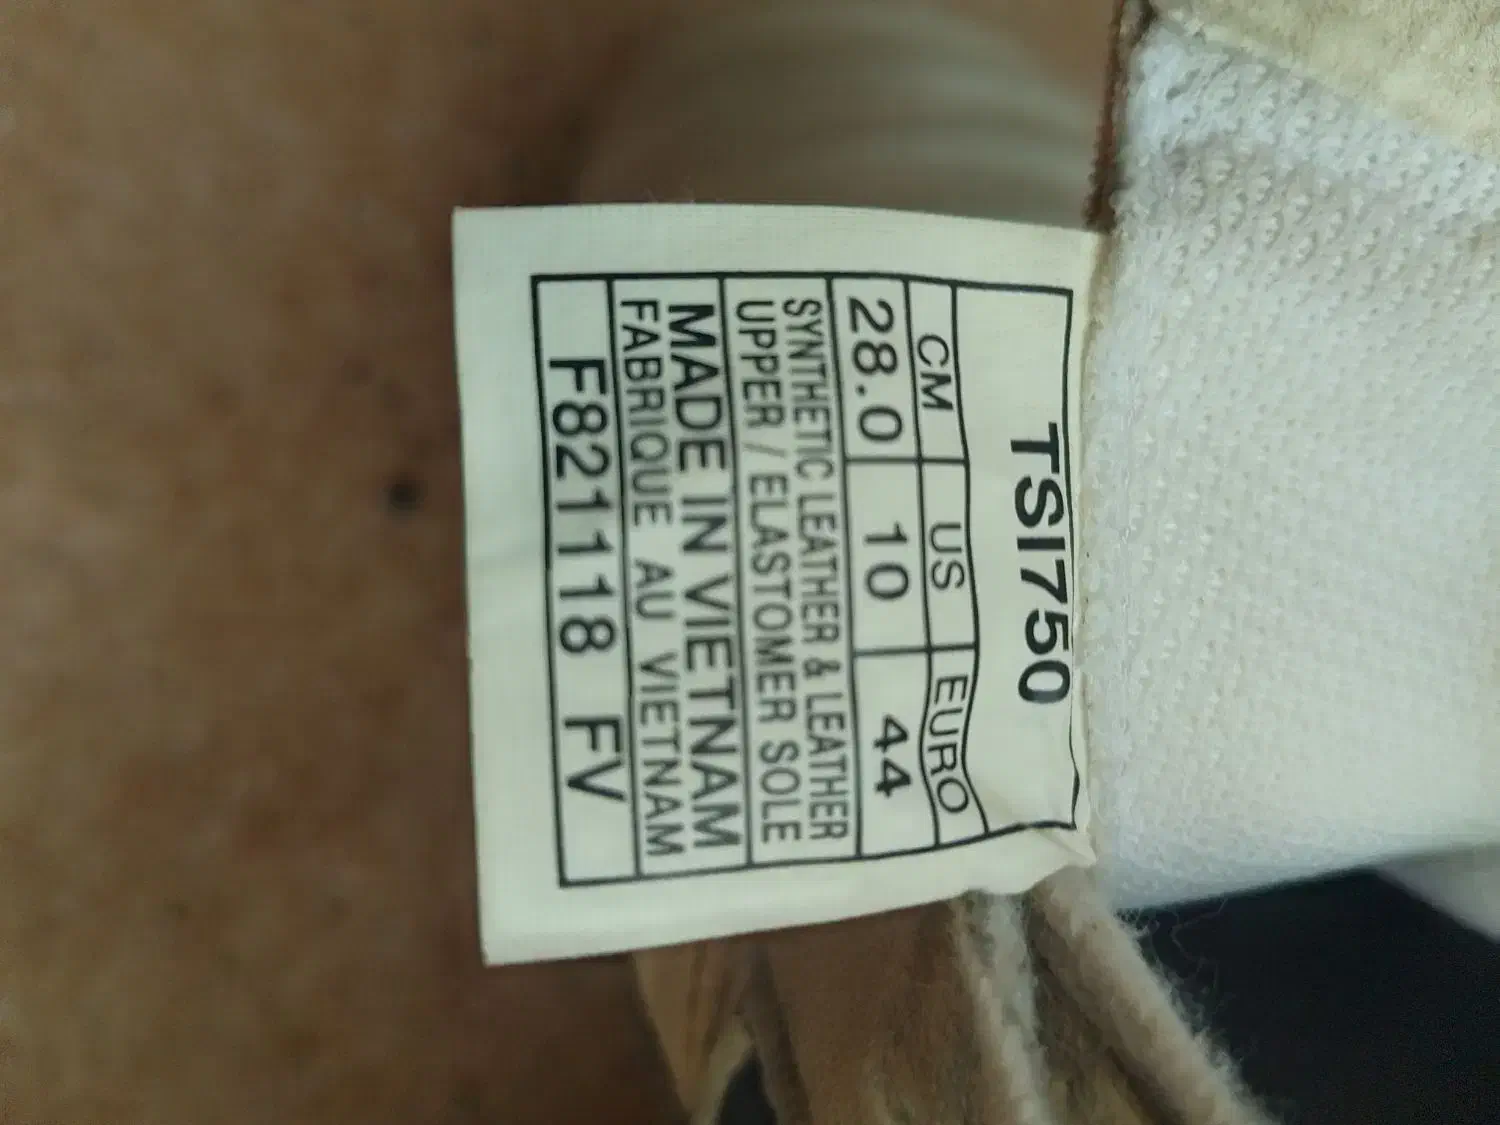 TSI750
CM US EURO
28.0 10 44
SYNTHETIC LEATHER & LEATHER
UPPER / ELASTOMER SOLE
MADE IN VIETNAM
FABRIQUE AU VIETNAM
F821118 FV